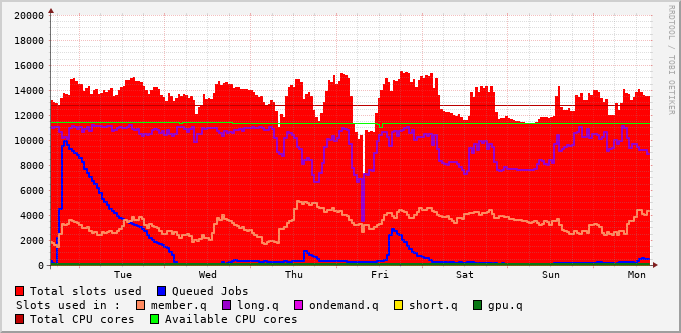 RRDTOOL / TOBI OETIKER
20000
18000
16000
14000
12000
10000
8000
6000
4000
2000
0
Tue Wed Thu Fri Sat Sun Mon
Total slots used Queued Jobs
Slots used in : member.q long.q ondemand.q short.q gpu.q
Total CPU cores Available CPU cores